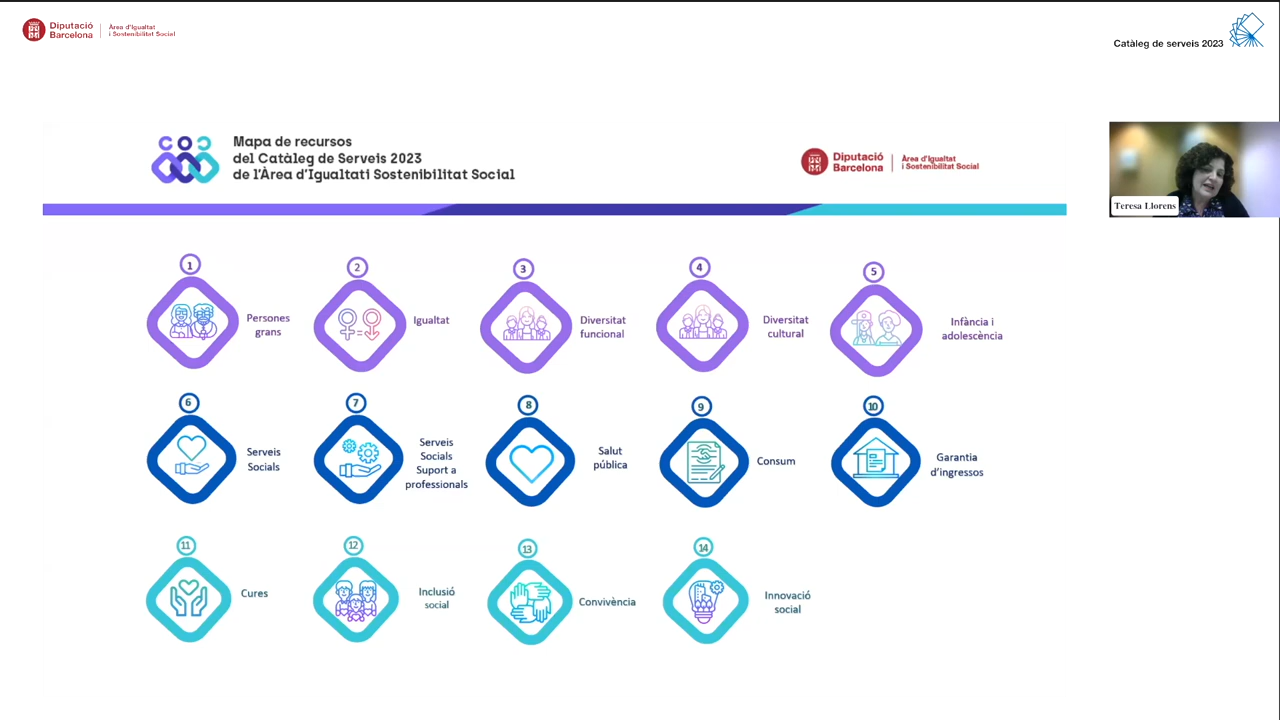 Diputació
Barcelona
Àrea d'Igualtat
i Sostenibilitat Social
Catàleg de serveis 2023
Mapa de recursos
del Catàleg de Serveis 2023
de l'Àrea d'Igualtati Sostenibilitat Social
Diputació
Barcelona
Àrea d'Igualtat
i Sostenibilitat Social
Teresa Llorens
1
Persones
grans
2
Igualtat
3
Diversitat
funcional
4
Diversitat
cultural
5
Infància i
adolescència
6
Serveis
Socials
7
Serveis
Socials
Suport a
professionals
8
Salut
pública
9
Consum
10
Garantia
d'ingressos
11
Cures
12
Inclusió
social
13
Convivència
14
Innovació
social